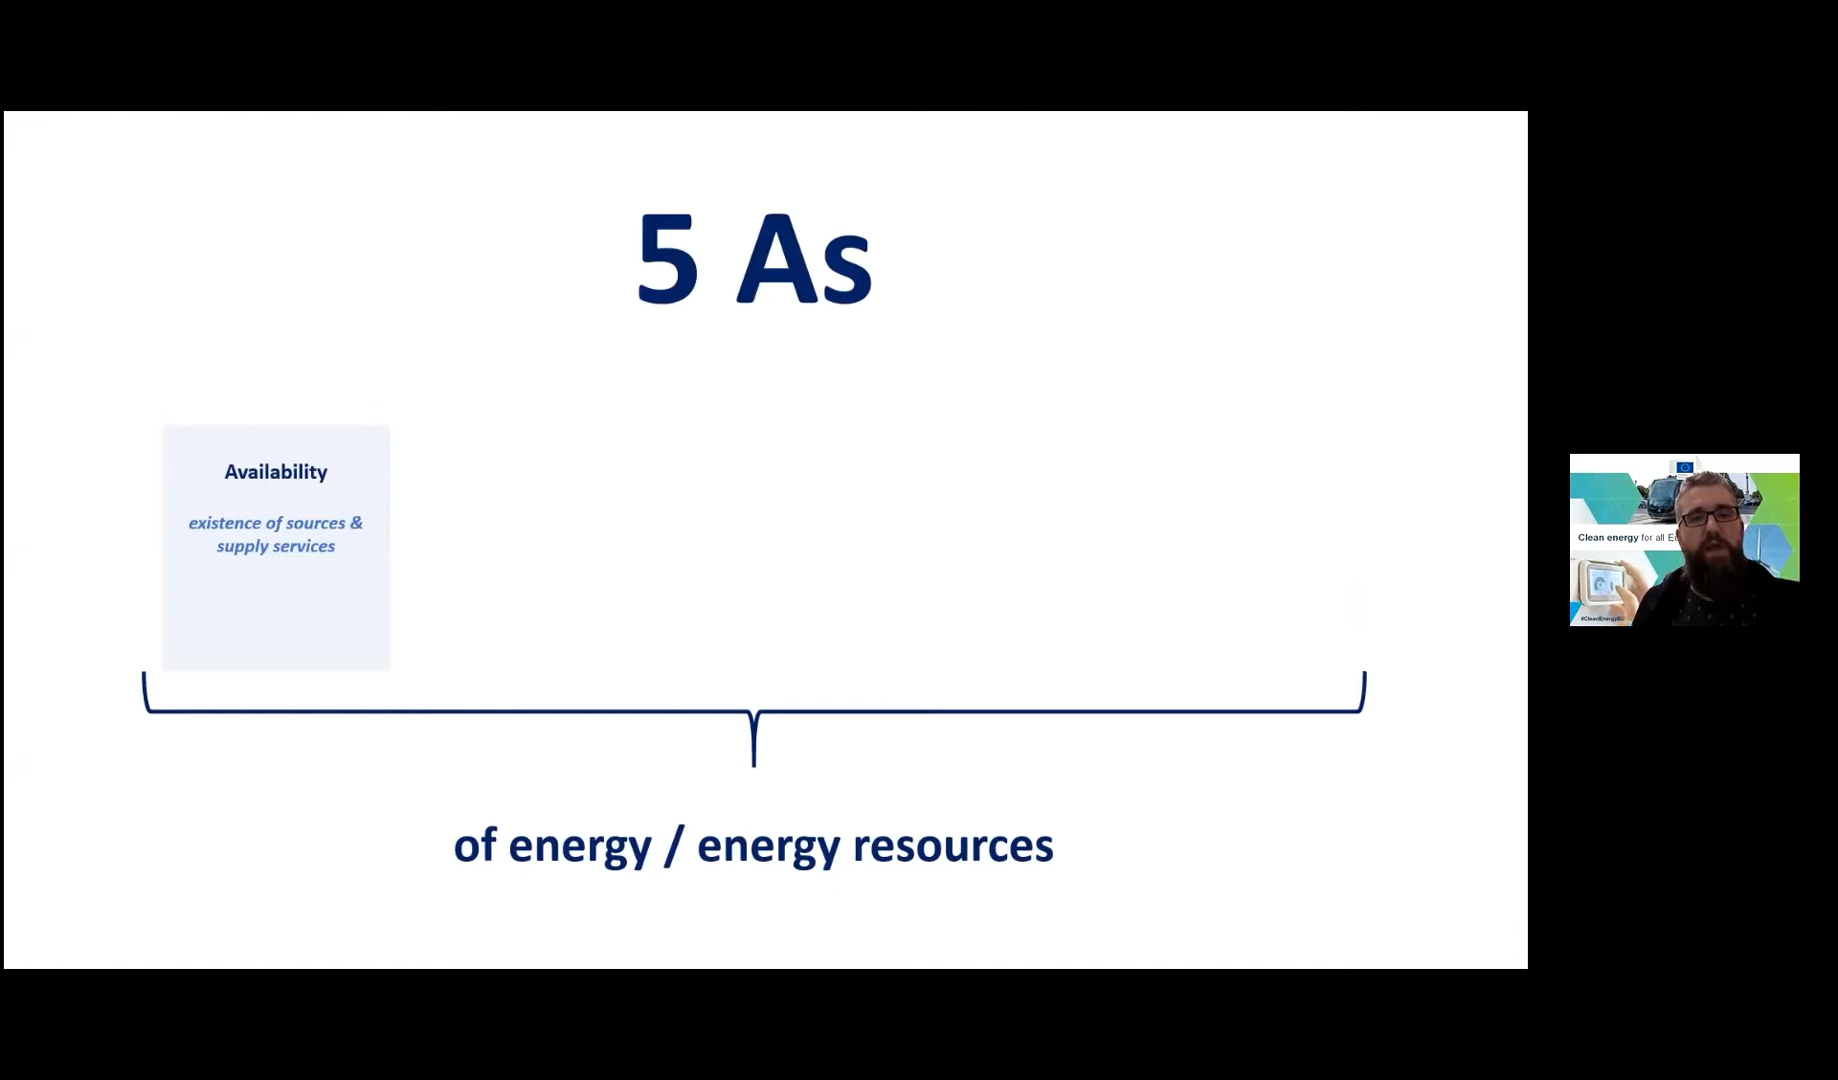 5 As
Availability
existence of sources &
supply services
of energy / energy resources
Clean energy for all
#CleanEnergyEU